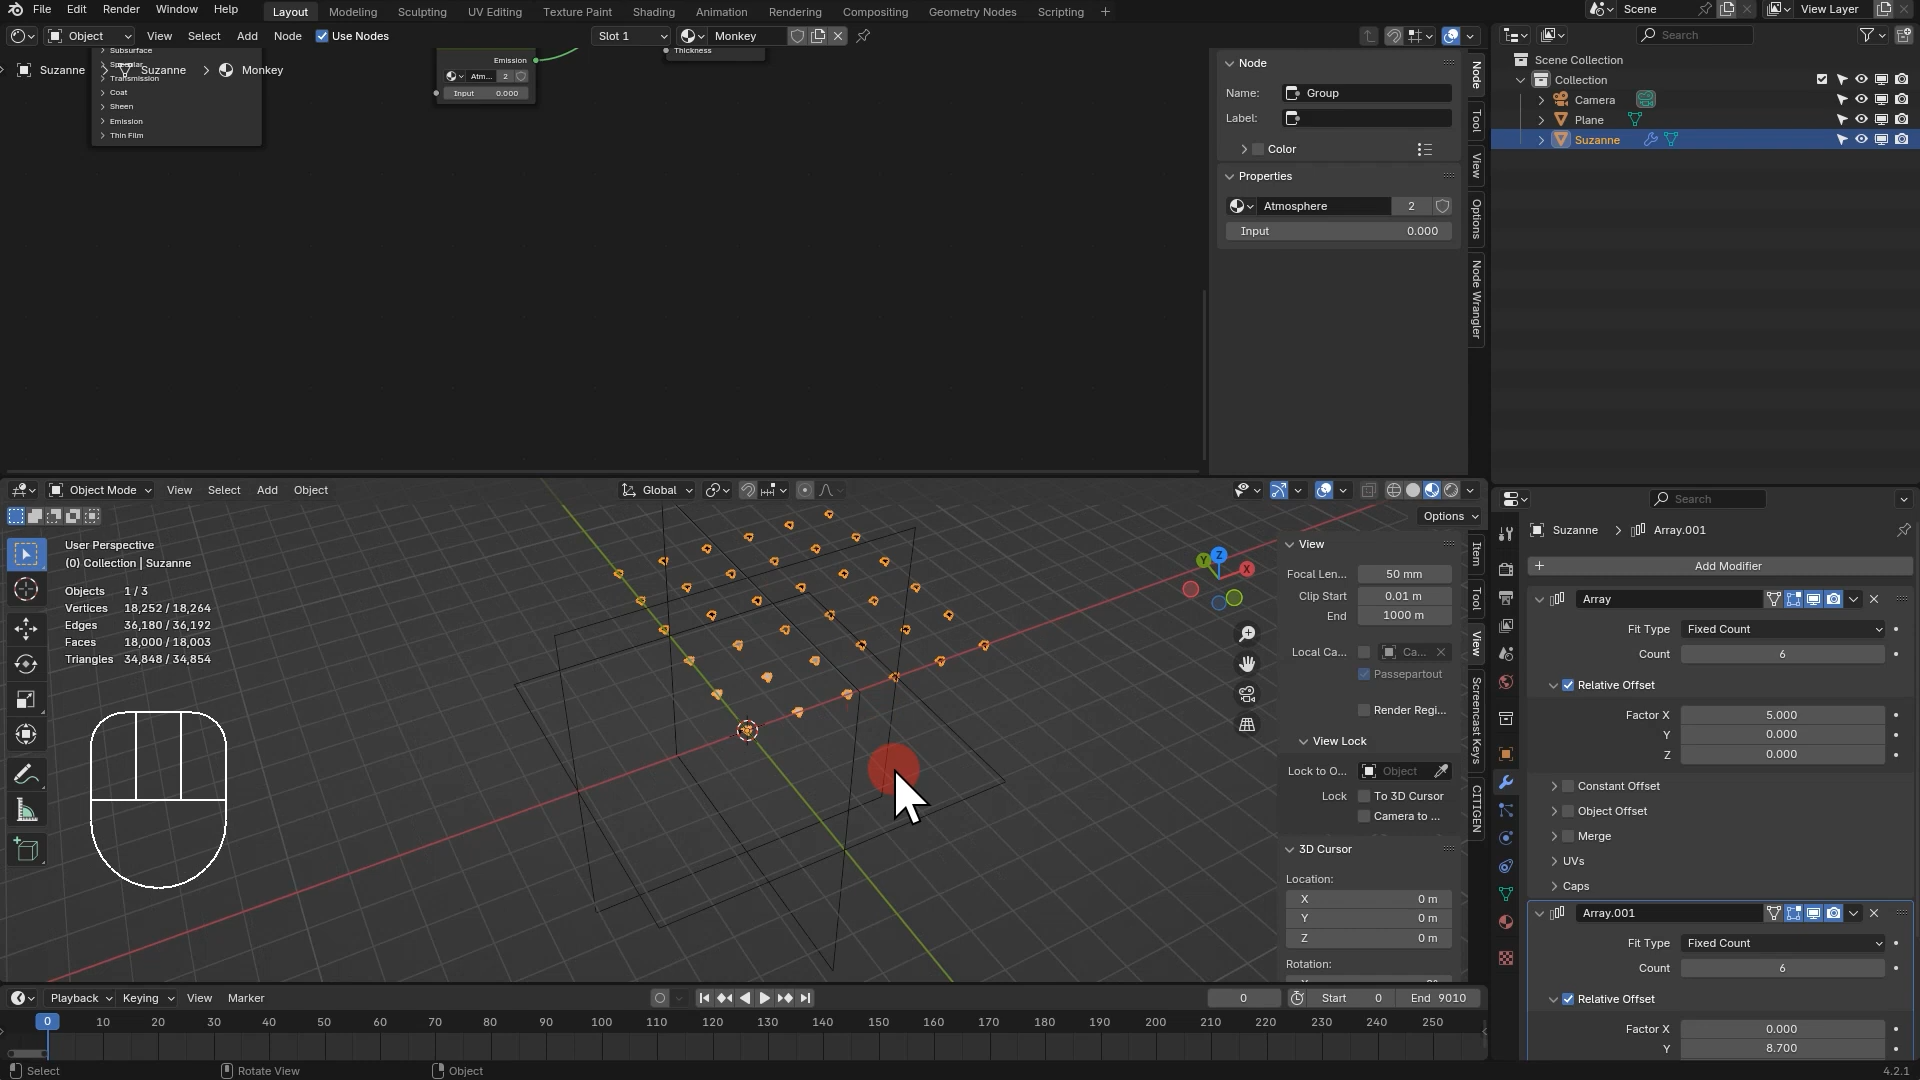 File Edit Render Window Help Layout Modeling Sculpting UV Editing Texture Paint Shading Animation Rendering Compositing Geometry Nodes Scripting + Scene View Layer
Object View Select Add Node Use Nodes Slot 1 Monkey
Search
Suzanne > Suzanne > Monkey
Subsurface
Transmission
Coat
Sheen
Emission
Thin Film
Emission
Atm... 2
Input 0.000
Thickness
Node
Name: Group
Label:
Color
Properties
Atmosphere 2
Input 0.000
Node
Tool
View
Options
Node Wrangler
Scene Collection
Collection
Camera
Plane
Suzanne
Object Mode View Select Add Object Global
Options
User Perspective
(0) Collection | Suzanne
Objects 1 / 3
Vertices 18,252 / 18,264
Edges 36,180 / 36,192
Faces 18,000 / 18,003
Triangles 34,848 / 34,854
Z
Y
X
View
Focal Len... 50 mm
Clip Start 0.01 m
End 1000 m
Local Ca... Ca...
Passepartout
Render Regi...
View Lock
Lock to O... Object
Lock To 3D Cursor
Camera to ...
3D Cursor
Location:
X 0 m
Y 0 m
Z 0 m
Rotation:
Item
Tool
View
Screencast Keys
CITIGEN
Search
Suzanne > Array.001
+ Add Modifier
Array
Fit Type Fixed Count
Count 6
Relative Offset
Factor X 5.000
Y 0.000
Z 0.000
Constant Offset
Object Offset
Merge
UVs
Caps
Array.001
Fit Type Fixed Count
Count 6
Relative Offset
Factor X 0.000
Y 8.700
Playback Keying View Marker 0 Start 0 End 9010
0 10 20 30 40 50 60 70 80 90 100 110 120 130 140 150 160 170 180 190 200 210 220 230 240 250
Select Rotate View Object 4.2.1